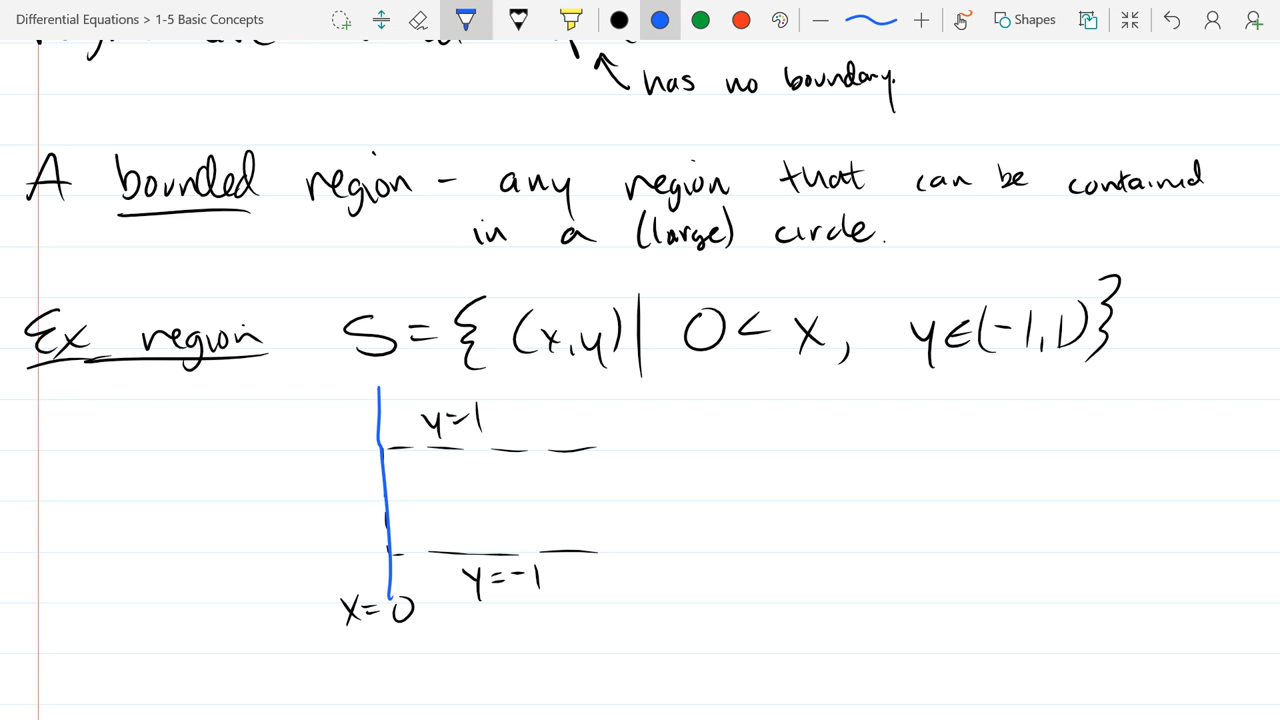 Differential Equations > 1-5 Basic Concepts
Shapes
has no boundary.
A bounded region - any region that can be contained
in a (large) circle.
Ex region S = { (x,y) | 0 < x, y ∈ (-1,1) }
y=1
y=-1
x=0